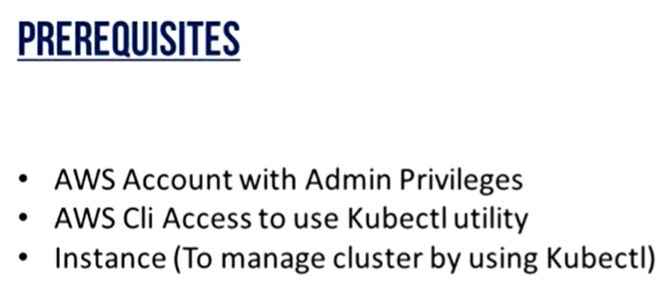 PREREQUISITES
• AWS Account with Admin Privileges
• AWS Cli Access to use Kubectl utility
• Instance (To manage cluster by using Kubectl)